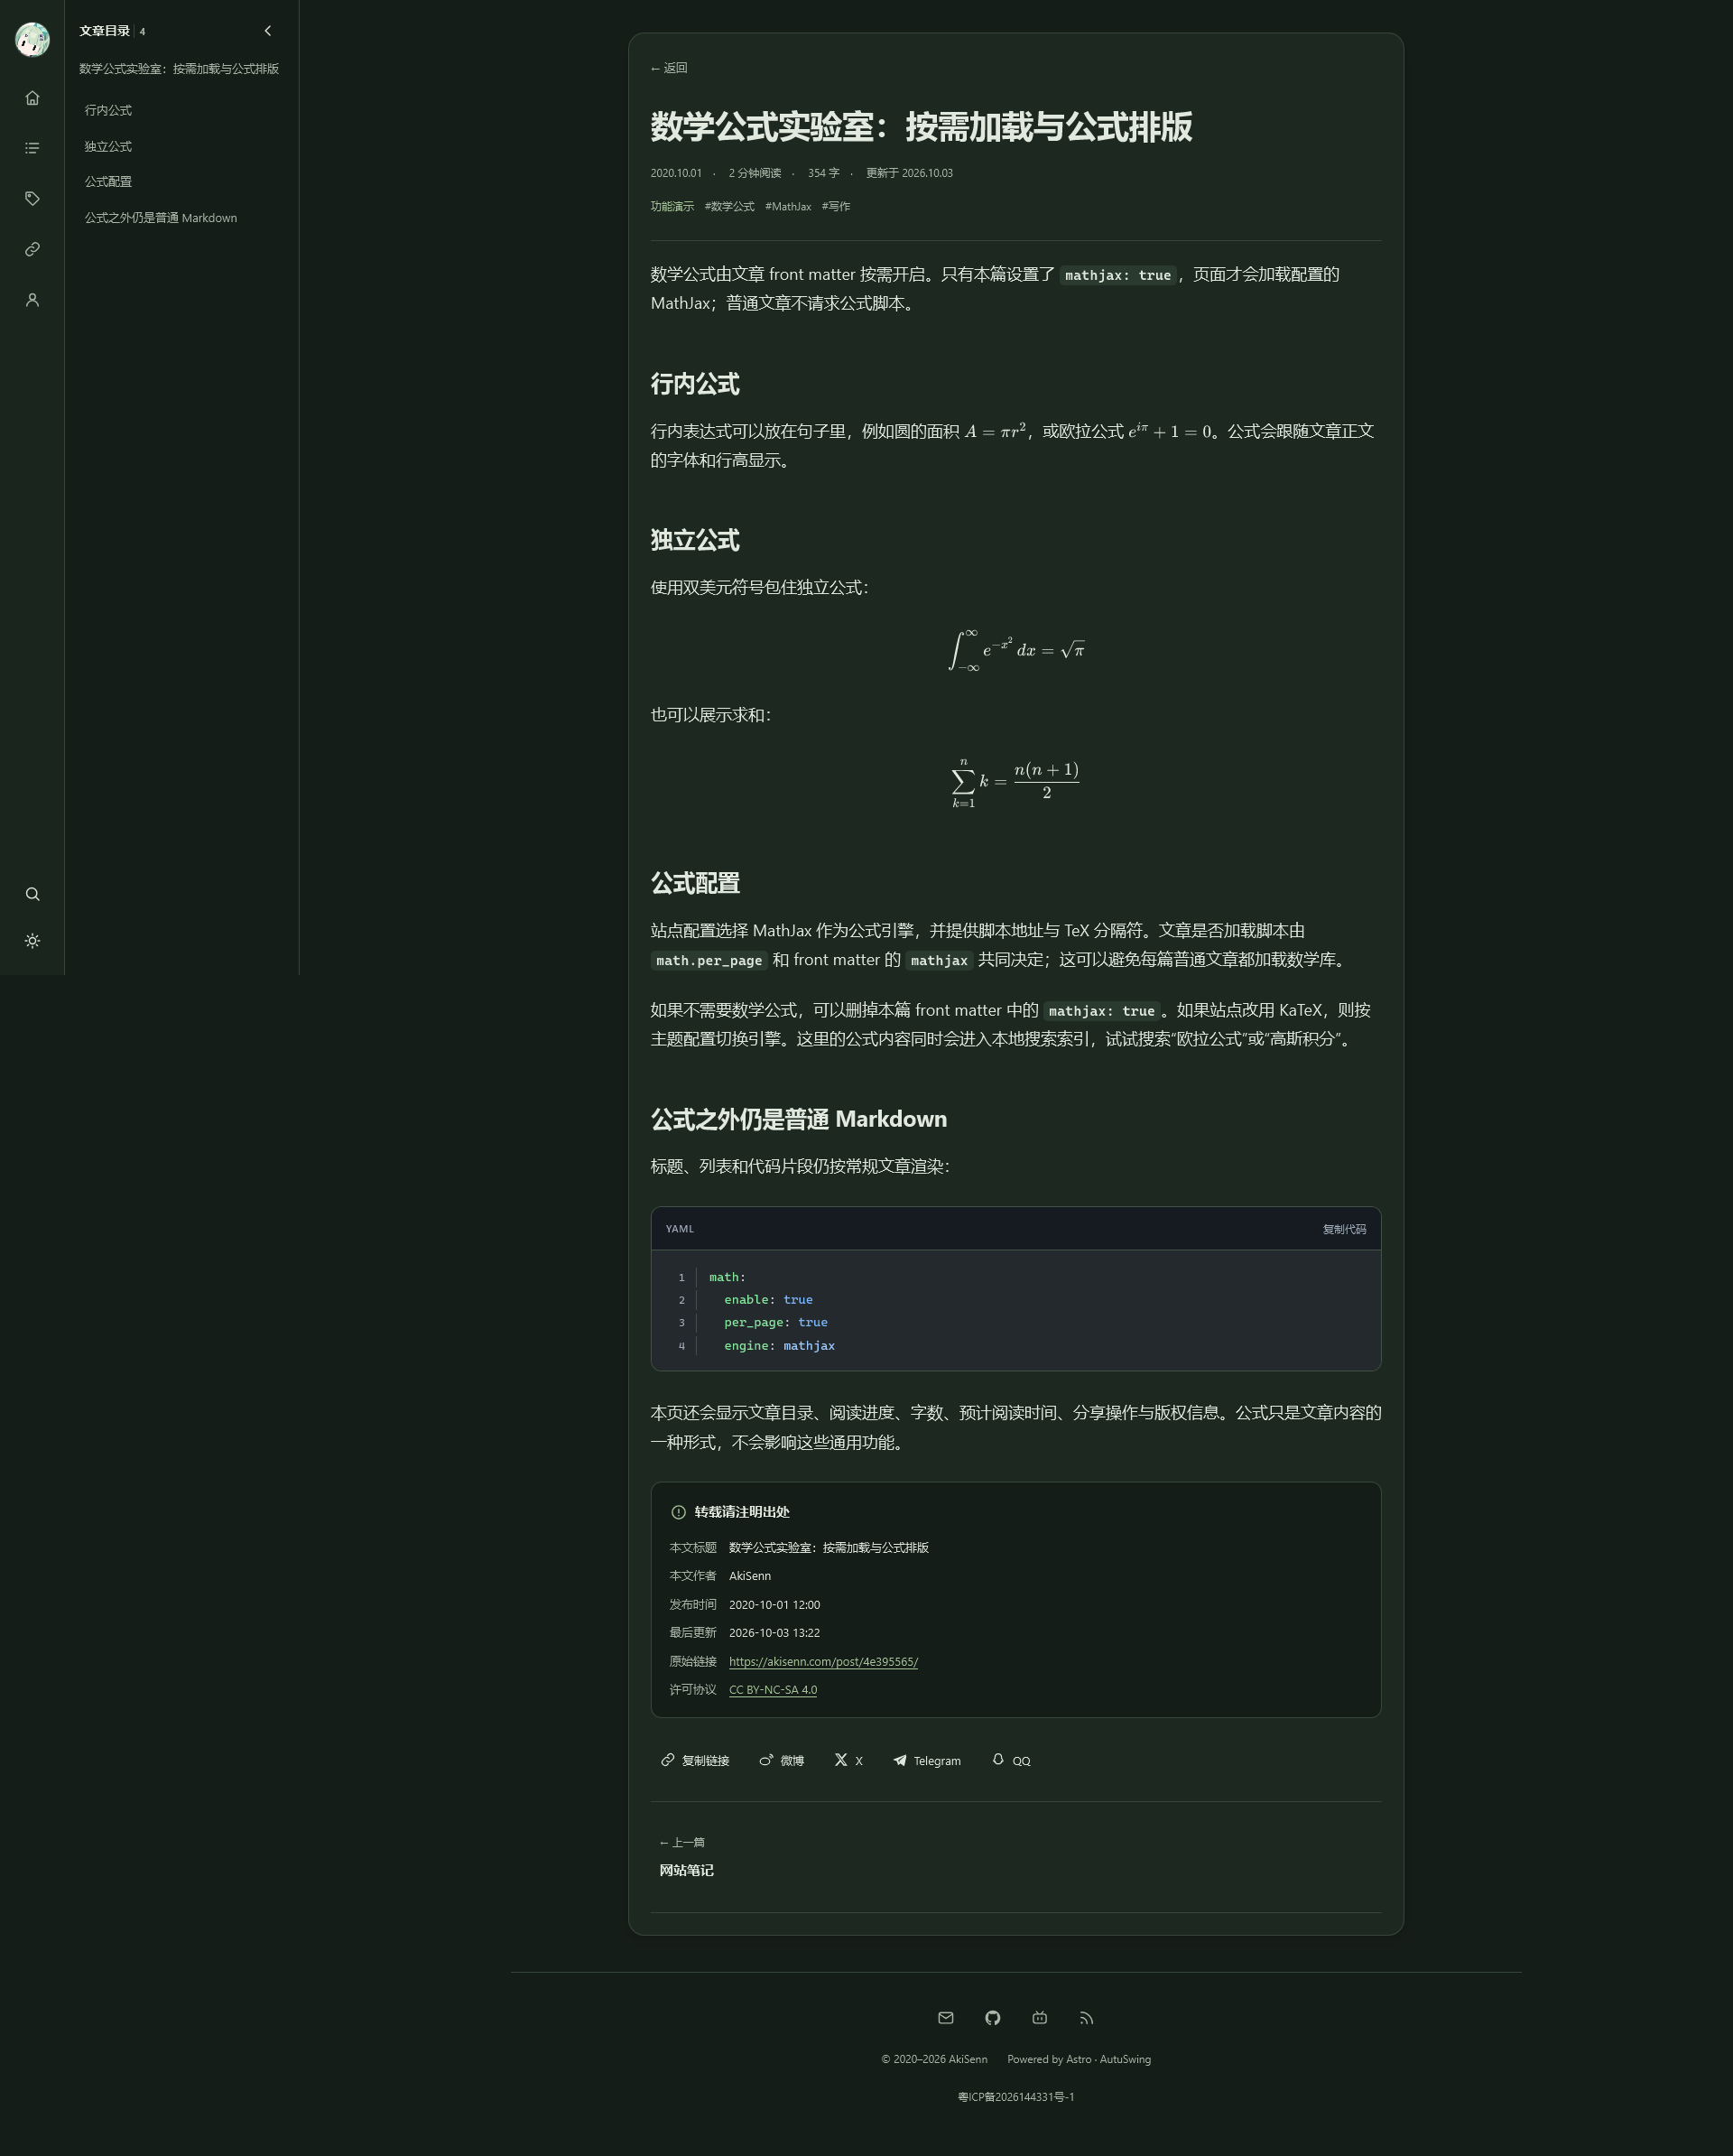 文章目录 4
数学公式实验室：按需加载与公式排版
行内公式
独立公式
公式配置
公式之外仍是普通 Markdown
← 返回
数学公式实验室：按需加载与公式排版
2020.10.01 · 2 分钟阅读 · 354 字 · 更新于 2026.10.03
功能演示 #数学公式 #MathJax #写作
数学公式由文章 front matter 按需开启。只有本篇设置了 mathjax: true，页面才会加载配置的
MathJax；普通文章不请求公式脚本。
行内公式
行内表达式可以放在句子里，例如圆的面积 A = πr²，或欧拉公式 e^{iπ} + 1 = 0。公式会跟随文章正文
的字体和行高显示。
独立公式
使用双美元符号包住独立公式：
∫_{−∞}^{∞} e^{−x²} dx = √π
也可以展示求和：
∑_{k=1}^{n} k = n(n + 1)/2
公式配置
站点配置选择 MathJax 作为公式引擎，并提供脚本地址与 TeX 分隔符。文章是否加载脚本由
math.per_page 和 front matter 的 mathjax 共同决定；这可以避免每篇普通文章都加载数学库。
如果不需要数学公式，可以删掉本篇 front matter 中的 mathjax: true。如果站点改用 KaTeX，则按
主题配置切换引擎。这里的公式内容同时会进入本地搜索索引，试试搜索“欧拉公式”或“高斯积分”。
公式之外仍是普通 Markdown
标题、列表和代码片段仍按常规文章渲染：
YAML 复制代码
1 math:
2   enable: true
3   per_page: true
4   engine: mathjax
本页还会显示文章目录、阅读进度、字数、预计阅读时间、分享操作与版权信息。公式只是文章内容的
一种形式，不会影响这些通用功能。
转载请注明出处
本文标题 数学公式实验室：按需加载与公式排版
本文作者 AkiSenn
发布时间 2020-10-01 12:00
最后更新 2026-10-03 13:22
原始链接 https://akisenn.com/post/4e395565/
许可协议 CC BY-NC-SA 4.0
复制链接 微博 X Telegram QQ
← 上一篇
网站笔记
© 2020–2026 AkiSenn Powered by Astro · AutuSwing
粤ICP备2026144331号-1